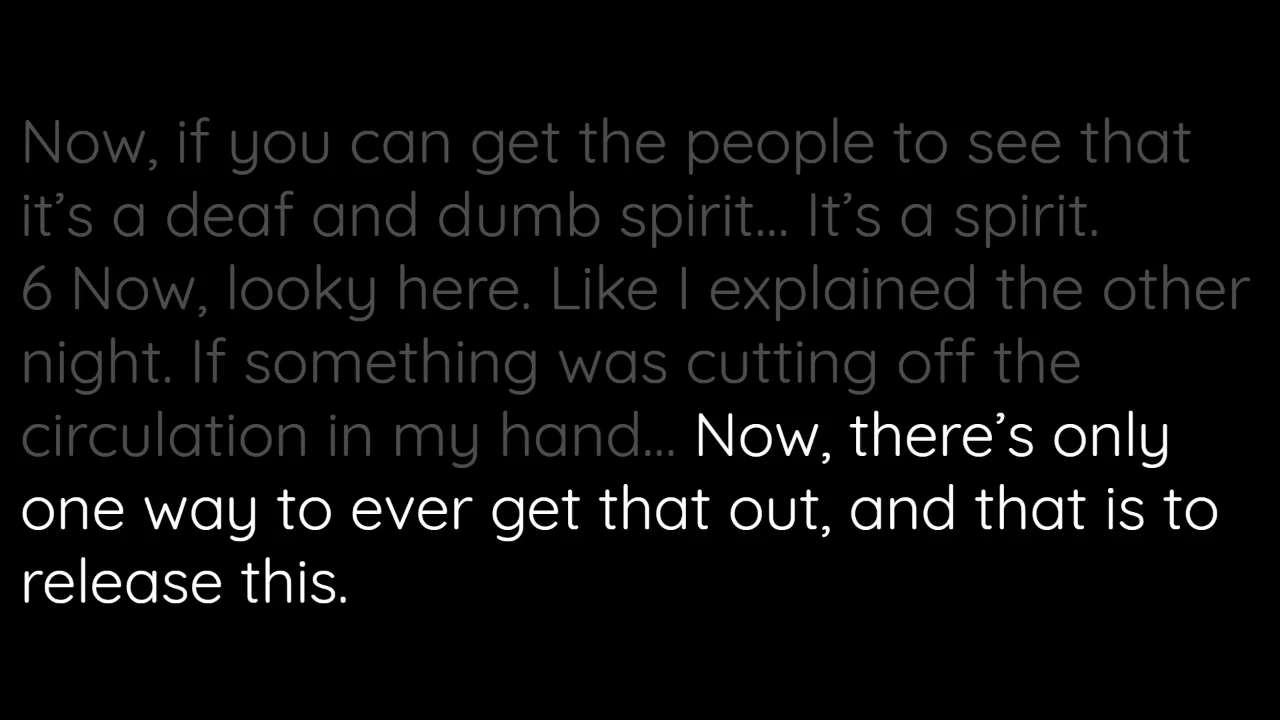 Now, if you can get the people to see that
it’s a deaf and dumb spirit... It’s a spirit.
6 Now, looky here. Like I explained the other
night. If something was cutting off the
circulation in my hand... Now, there’s only
one way to ever get that out, and that is to
release this.